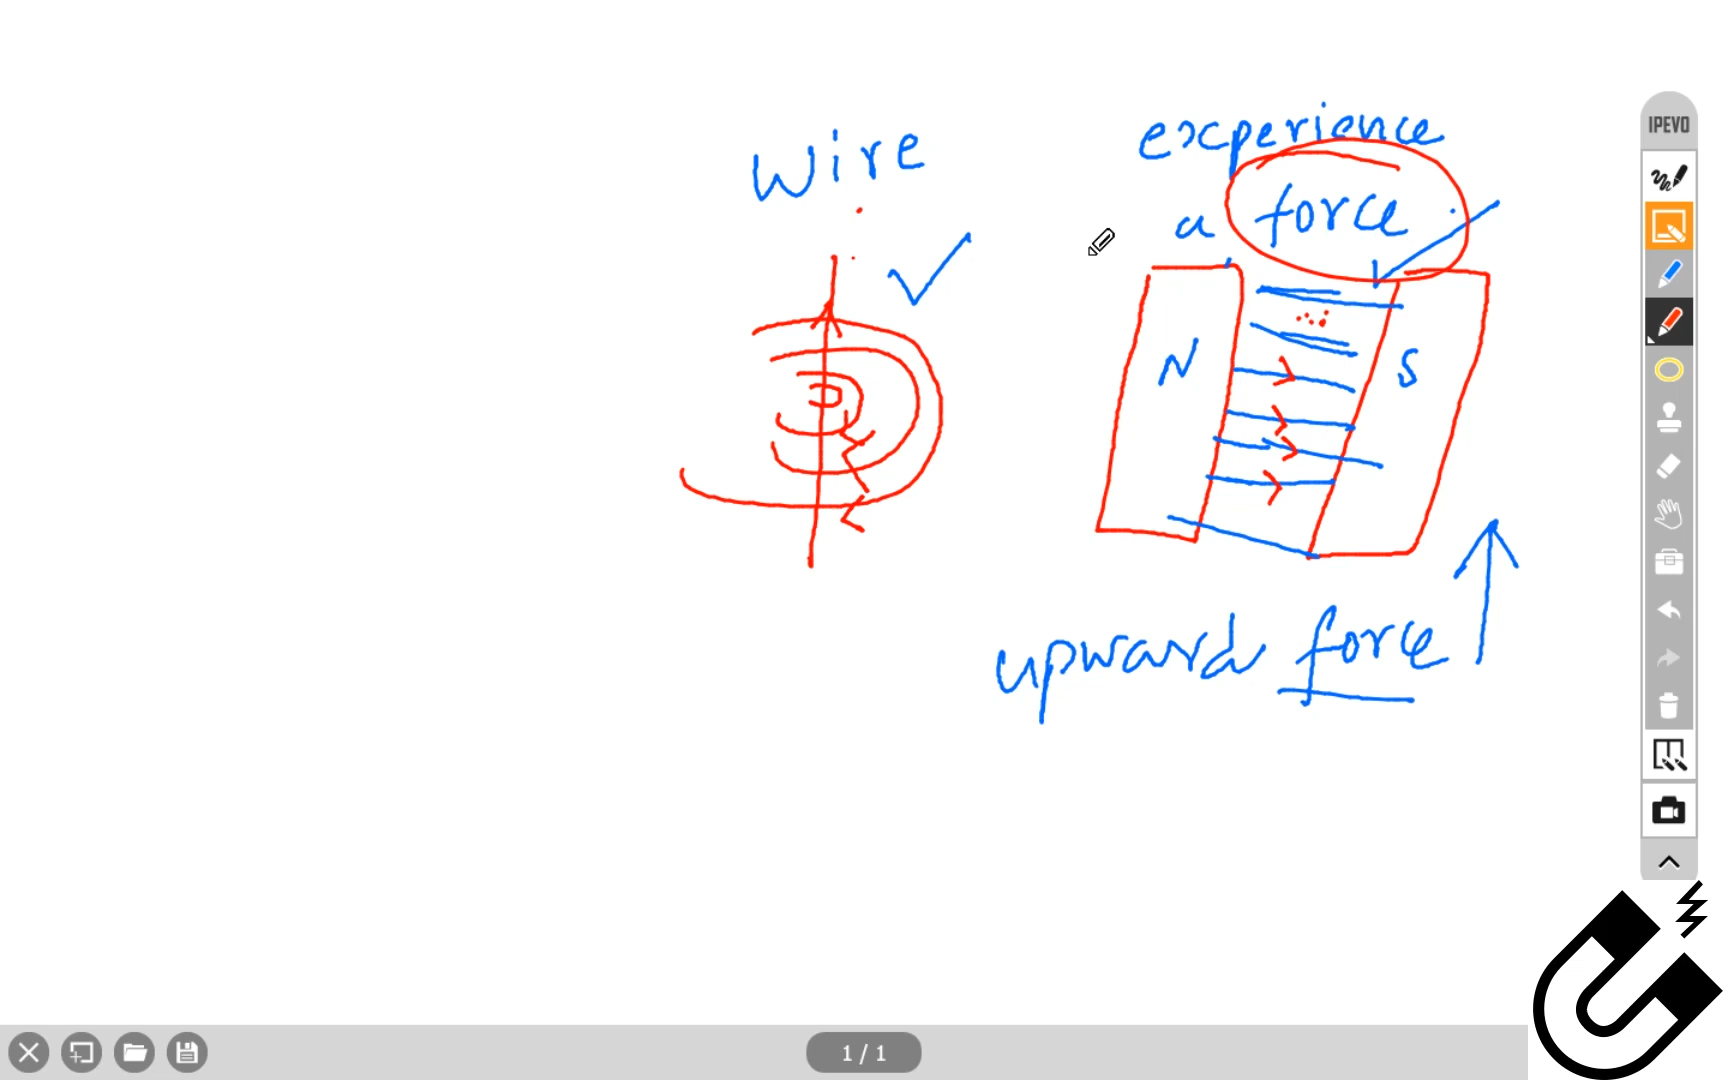 wire
experience
a force
N
S
upward force
IPEVO
1 / 1